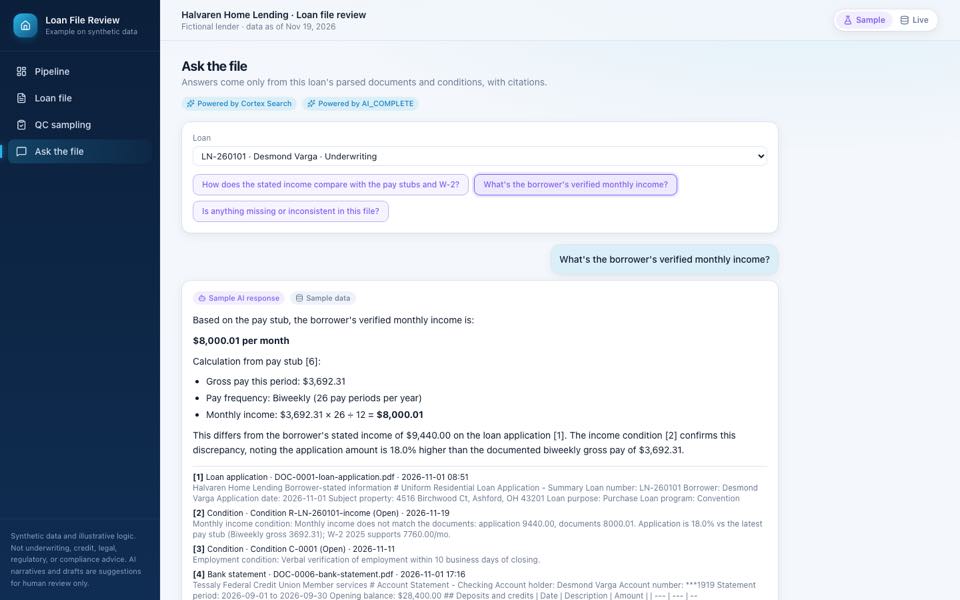 Loan File Review
Example on synthetic data
Pipeline
Loan file
QC sampling
Ask the file
Synthetic data and illustrative logic.
Not underwriting, credit, legal,
regulatory, or compliance advice. AI
narratives and drafts are suggestions
for human review only.
Halvaren Home Lending · Loan file review
Fictional lender · data as of Nov 19, 2026
Sample
Live
Ask the file
Answers come only from this loan's parsed documents and conditions, with citations.
Powered by Cortex Search
Powered by AI_COMPLETE
Loan
LN-260101 · Desmond Varga · Underwriting
How does the stated income compare with the pay stubs and W-2?
What's the borrower's verified monthly income?
Is anything missing or inconsistent in this file?
What's the borrower's verified monthly income?
Sample AI response
Sample data
Based on the pay stub, the borrower's verified monthly income is:
$8,000.01 per month
Calculation from pay stub [6]:
• Gross pay this period: $3,692.31
• Pay frequency: Biweekly (26 pay periods per year)
• Monthly income: $3,692.31 × 26 ÷ 12 = $8,000.01
This differs from the borrower's stated income of $9,440.00 on the loan application [1]. The income condition [2] confirms this
discrepancy, noting the application amount is 18.0% higher than the documented biweekly gross pay of $3,692.31.
[1] Loan application · DOC-0001-loan-application.pdf · 2026-11-01 08:51
Halvaren Home Lending Borrower-stated information # Uniform Residential Loan Application - Summary Loan number: LN-260101 Borrower: Desmond
Varga Application date: 2026-11-01 Subject property: 4516 Birchwood Ct, Ashford, OH 43201 Loan purpose: Purchase Loan program: Convention
[2] Condition · Condition R-LN-260101-income (Open) · 2026-11-19
Monthly income condition: Monthly income does not match the documents: application 9440.00, documents 8000.01. Application is 18.0% vs the latest
pay stub (Biweekly gross 3692.31); W-2 2025 supports 7760.00/mo.
[3] Condition · Condition C-0001 (Open) · 2026-11-11
Employment condition: Verbal verification of employment within 10 business days of closing.
[4] Bank statement · DOC-0006-bank-statement.pdf · 2026-11-01 17:16
Tessaly Federal Credit Union Member services # Account Statement - Checking Account holder: Desmond Varga Account number: ***1919 Statement
period: 2026-09-01 to 2026-09-30 Opening balance: $28,400.00 ## Deposits and credits | Date | Description | Amount | | --- | --- | --